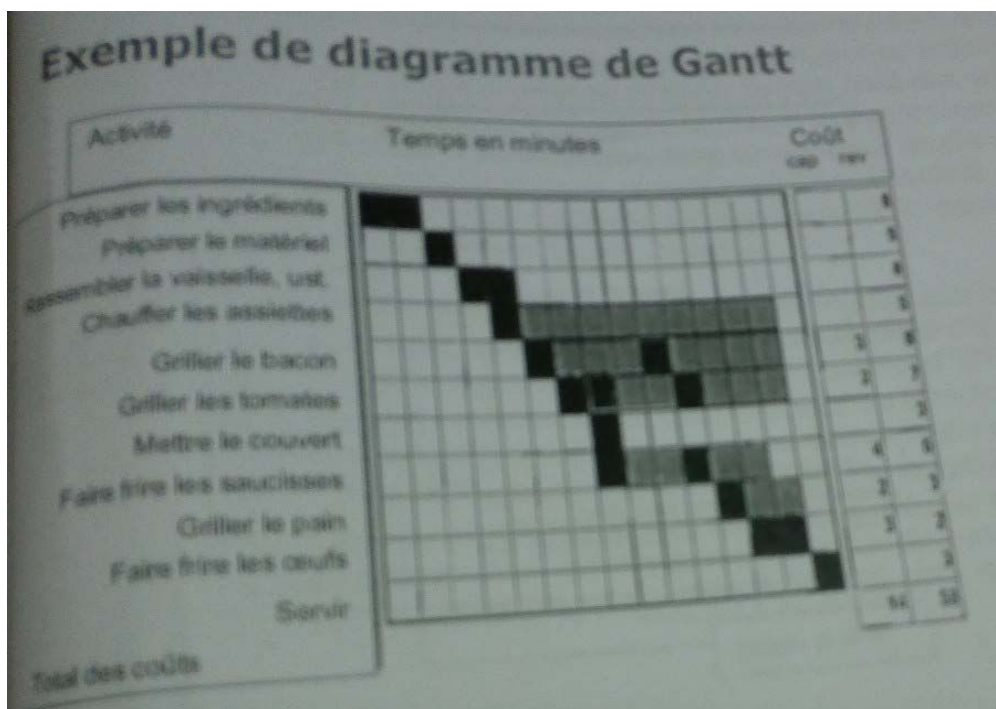 Exemple de diagramme de Gantt
Activité Temps en minutes Coût
cap rev
Préparer les ingrédients
Préparer le matériel
Rassembler la vaisselle, ust.
Chauffer les assiettes
Griller le bacon
Griller les tomates
Mettre le couvert
Faire frire les saucisses
Griller le pain
Faire frire les œufs
Servir
Total des coûts